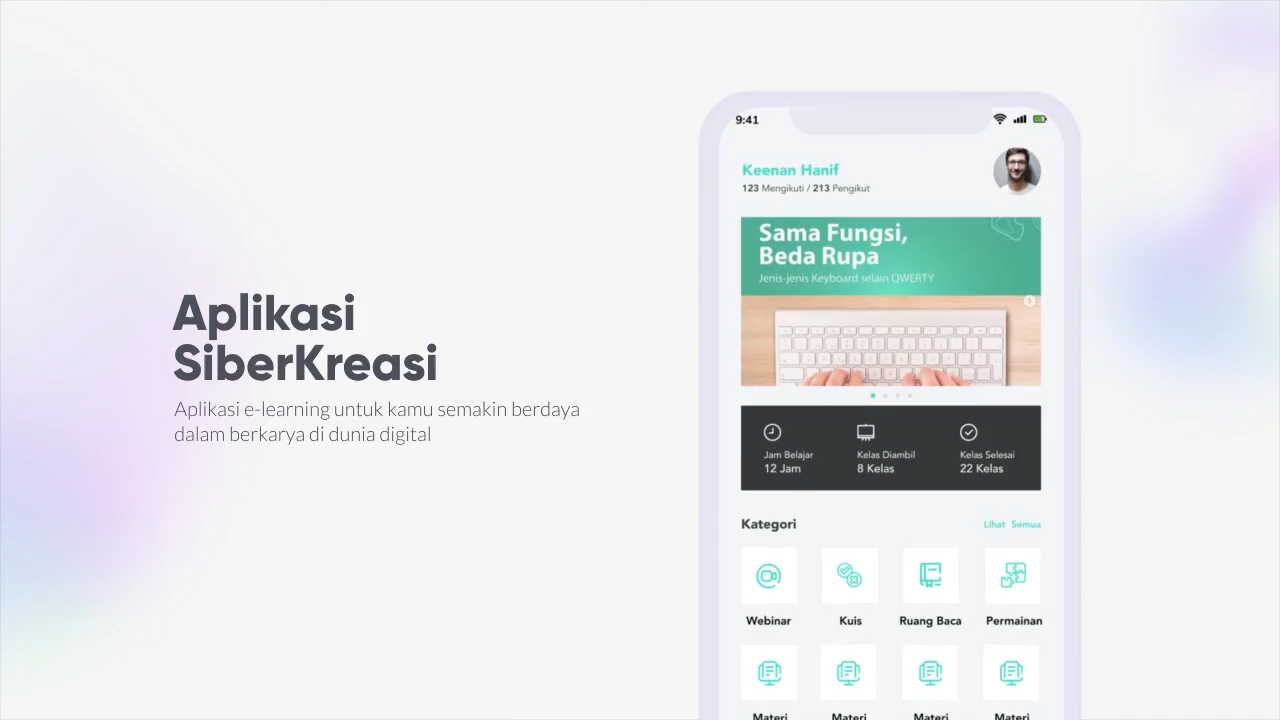 Aplikasi
SiberKreasi
Aplikasi e-learning untuk kamu semakin berdaya
dalam berkarya di dunia digital
9:41
Keenan Hanif
123 Mengikuti / 213 Pengikut
Sama Fungsi,
Beda Rupa
Jenis-jenis Keyboard selain QWERTY
Jam Belajar
12 Jam
Kelas Diambil
8 Kelas
Kelas Selesai
22 Kelas
Kategori
Lihat Semua
Webinar
Kuis
Ruang Baca
Permainan
Materi
Materi
Materi
Materi